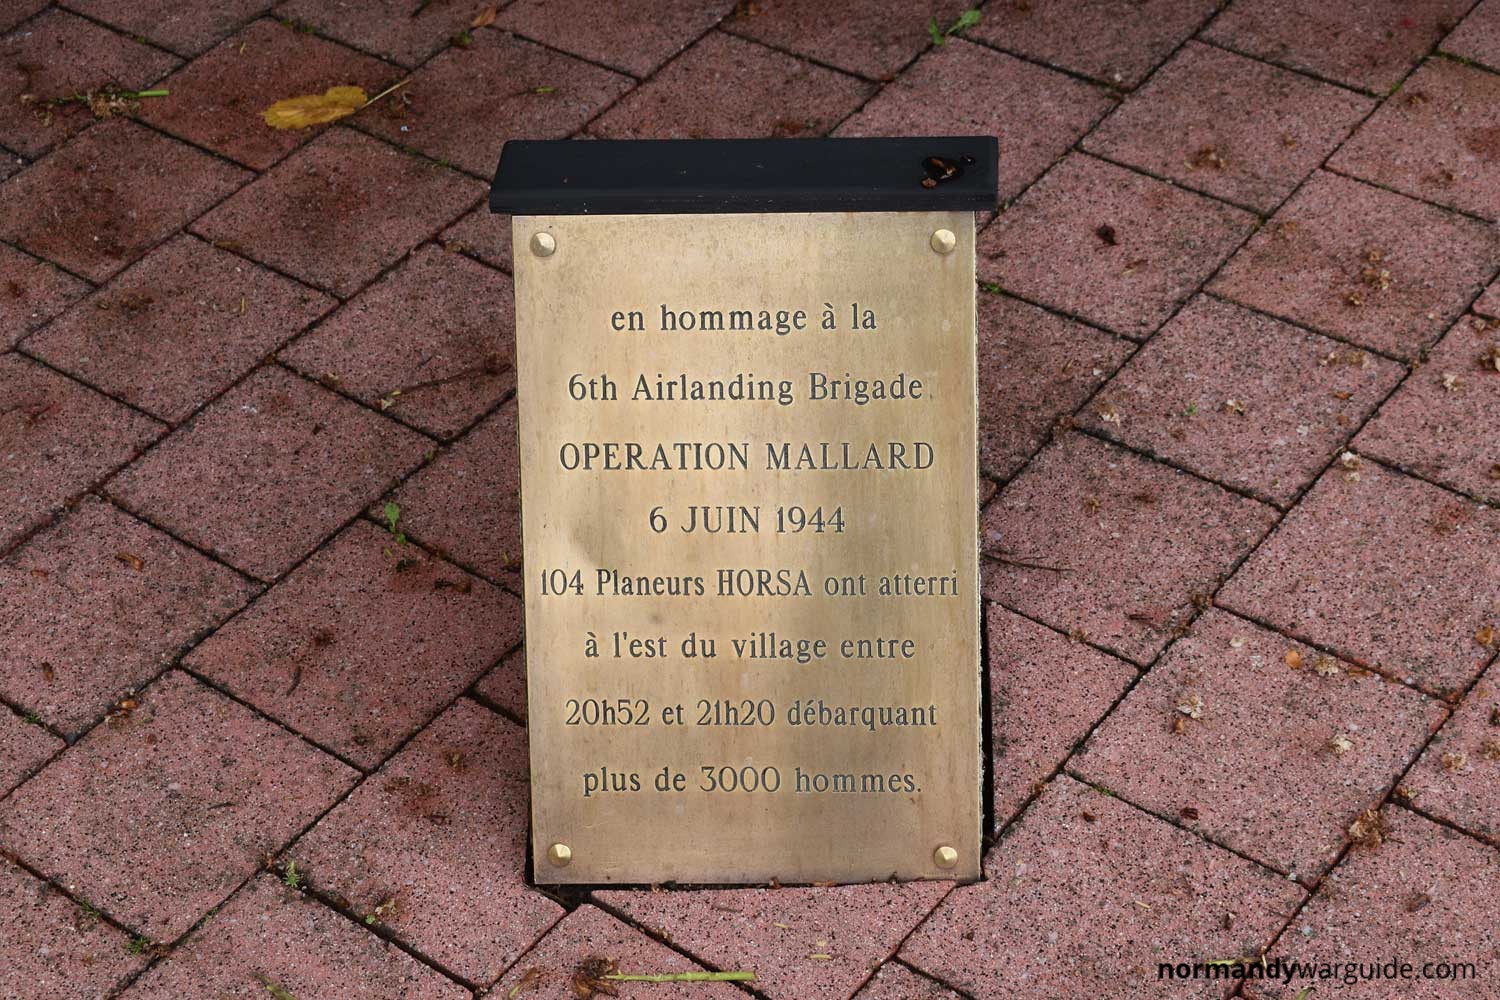 en hommage à la
6th Airlanding Brigade
OPERATION MALLARD
6 JUIN 1944
104 Planeurs HORSA ont atterri
à l'est du village entre
20h52 et 21h20 débarquant
plus de 3000 hommes.
normandywarguide.com